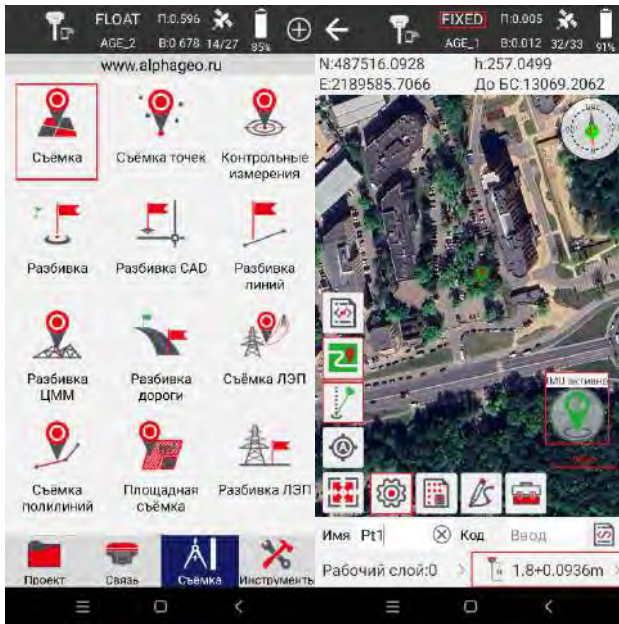 FLOAT П:0.596
AGE_2 В:0.678 14/27 85%
www.alphageo.ru
Съёмка
Съёмка точек
Контрольные
измерения
Разбивка
Разбивка CAD
Разбивка
линий
Разбивка
ЦММ
Разбивка
дороги
Съёмка ЛЭП
Съёмка
полилиний
Площадная
съёмка
Разбивка ЛЭП
Проект
Связь
Съёмка
Инструменты
FIXED П:0.005
AGE_1 В:0.012 32/33 91%
N:487516.0928 h:257.0499
E:2189585.7066 До БС:13069.2062
IMU активна
Имя Pt1 Код Ввод
Рабочий слой:0 > 1.8+0.0936m >